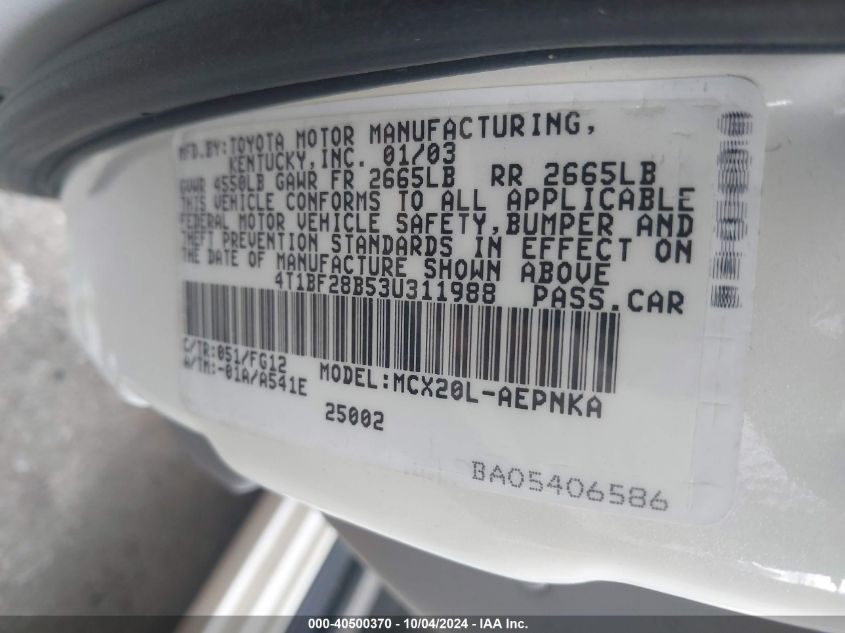 MFD.BY:TOYOTA MOTOR MANUFACTURING,
KENTUCKY,INC. 01/03
GVWR 4550LB GAWR FR 2665LB RR 2665LB
THIS VEHICLE CONFORMS TO ALL APPLICABLE
FEDERAL MOTOR VEHICLE SAFETY,BUMPER AND
THEFT PREVENTION STANDARDS IN EFFECT ON
THE DATE OF MANUFACTURE SHOWN ABOVE
4T1BF28B53U311988 PASS.CAR
C/TR:051/FG12
A/TM:-01A/A541E MODEL:MCX20L-AEPNKA
25002
BA05406586
000-40500370 - 10/04/2024 - IAA Inc.